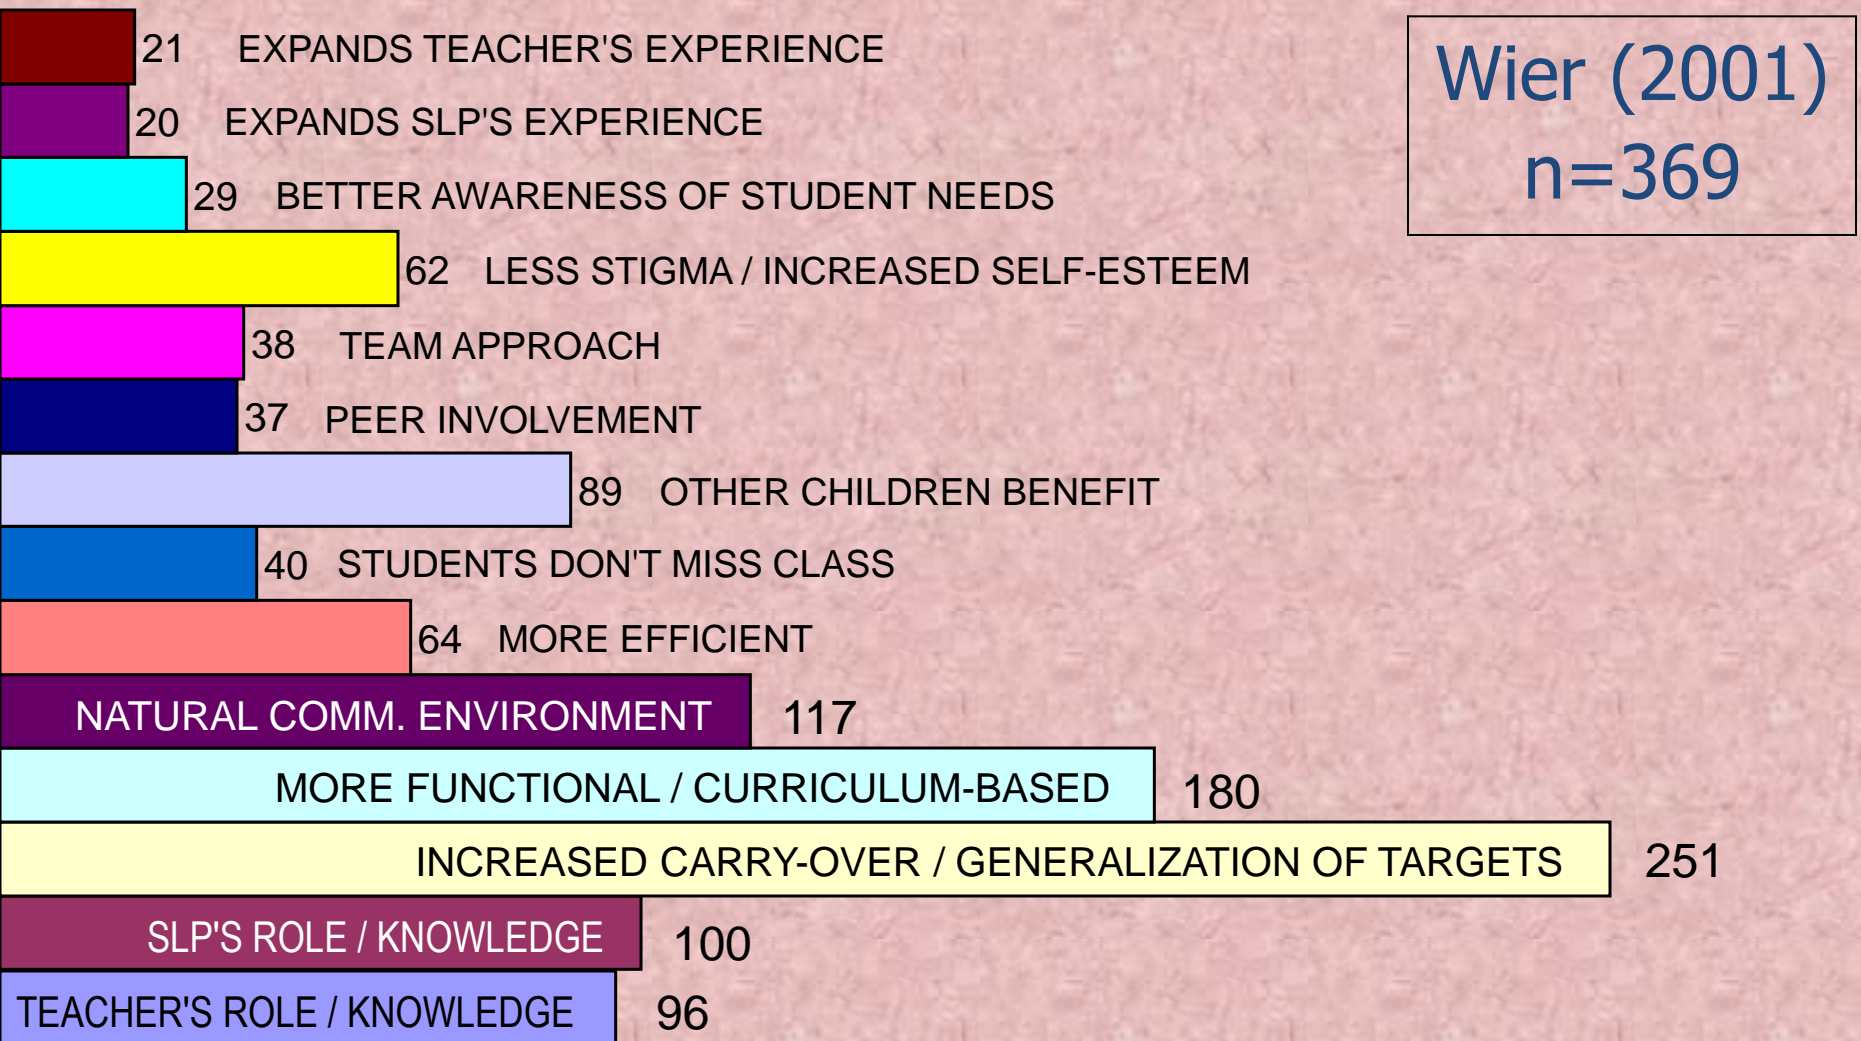 21 EXPANDS TEACHER'S EXPERIENCE
20 EXPANDS SLP'S EXPERIENCE
29 BETTER AWARENESS OF STUDENT NEEDS
62 LESS STIGMA / INCREASED SELF-ESTEEM
38 TEAM APPROACH
37 PEER INVOLVEMENT
89 OTHER CHILDREN BENEFIT
40 STUDENTS DON'T MISS CLASS
64 MORE EFFICIENT
NATURAL COMM. ENVIRONMENT 117
MORE FUNCTIONAL / CURRICULUM-BASED 180
INCREASED CARRY-OVER / GENERALIZATION OF TARGETS 251
SLP'S ROLE / KNOWLEDGE 100
TEACHER'S ROLE / KNOWLEDGE 96
Wier (2001)
n=369